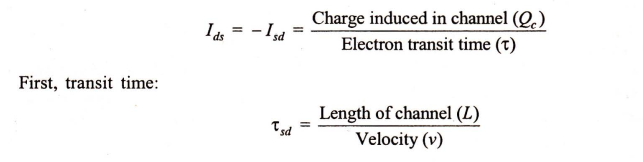 I_ds = − I_sd = Charge induced in channel (Q_c) / Electron transit time (τ)
First, transit time:
τ_sd = Length of channel (L) / Velocity (v)